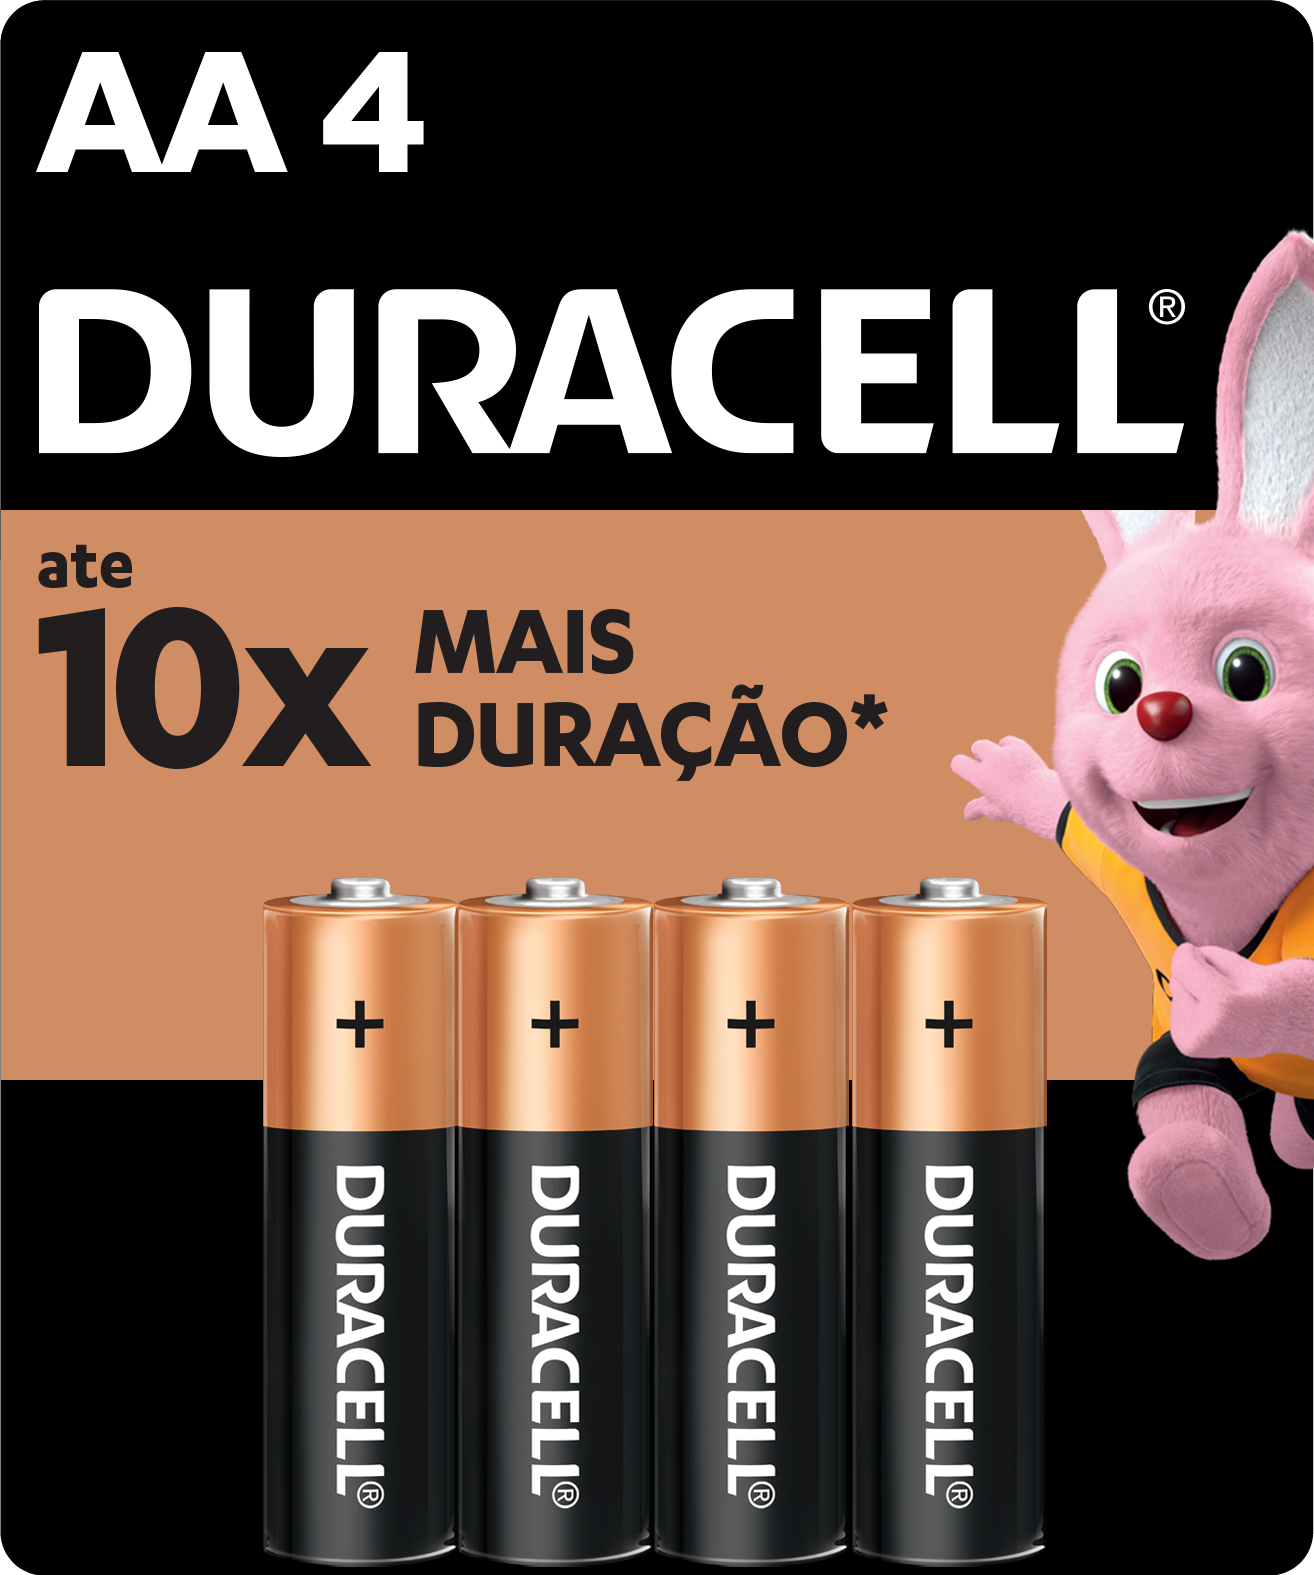 AA 4
DURACELL®
ate
10x MAIS
DURAÇÃO*
+ + + +
DURACELL® DURACELL® DURACELL® DURACELL®